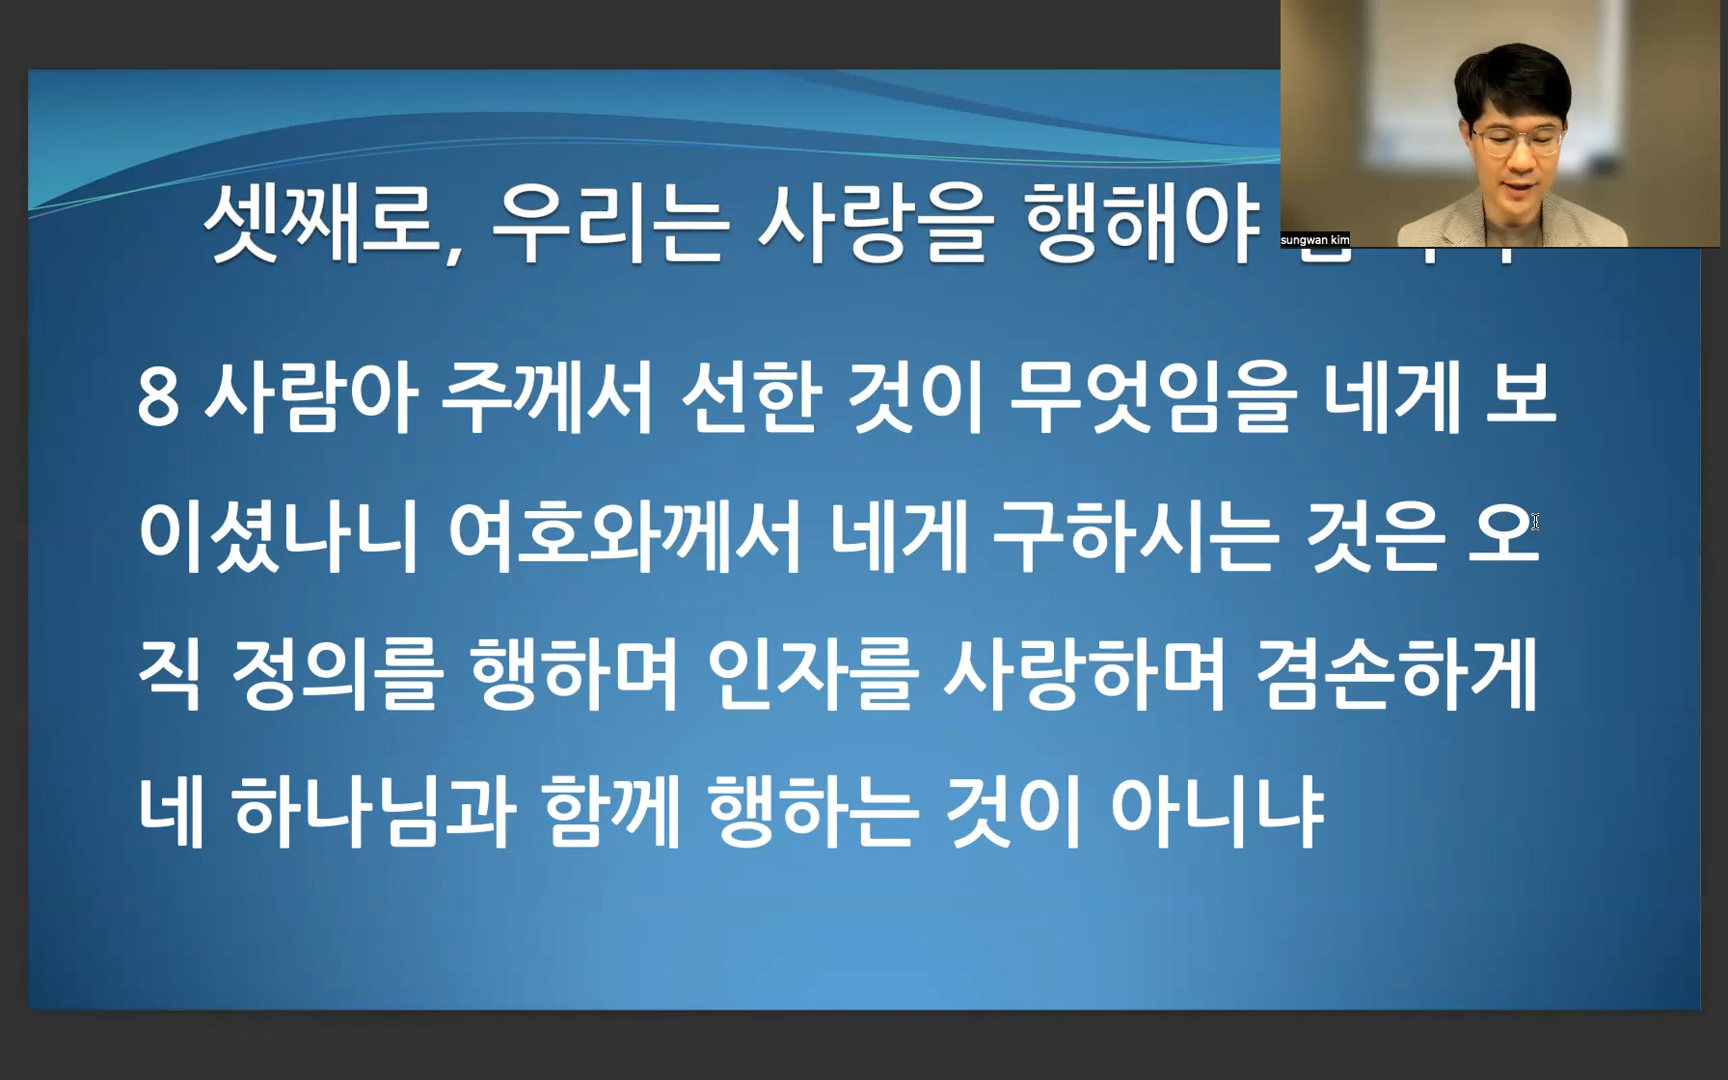 셋째로, 우리는 사랑을 행해야
sungwan kim
8 사람아 주께서 선한 것이 무엇임을 네게 보
이셨나니 여호와께서 네게 구하시는 것은 오
직 정의를 행하며 인자를 사랑하며 겸손하게
네 하나님과 함께 행하는 것이 아니냐